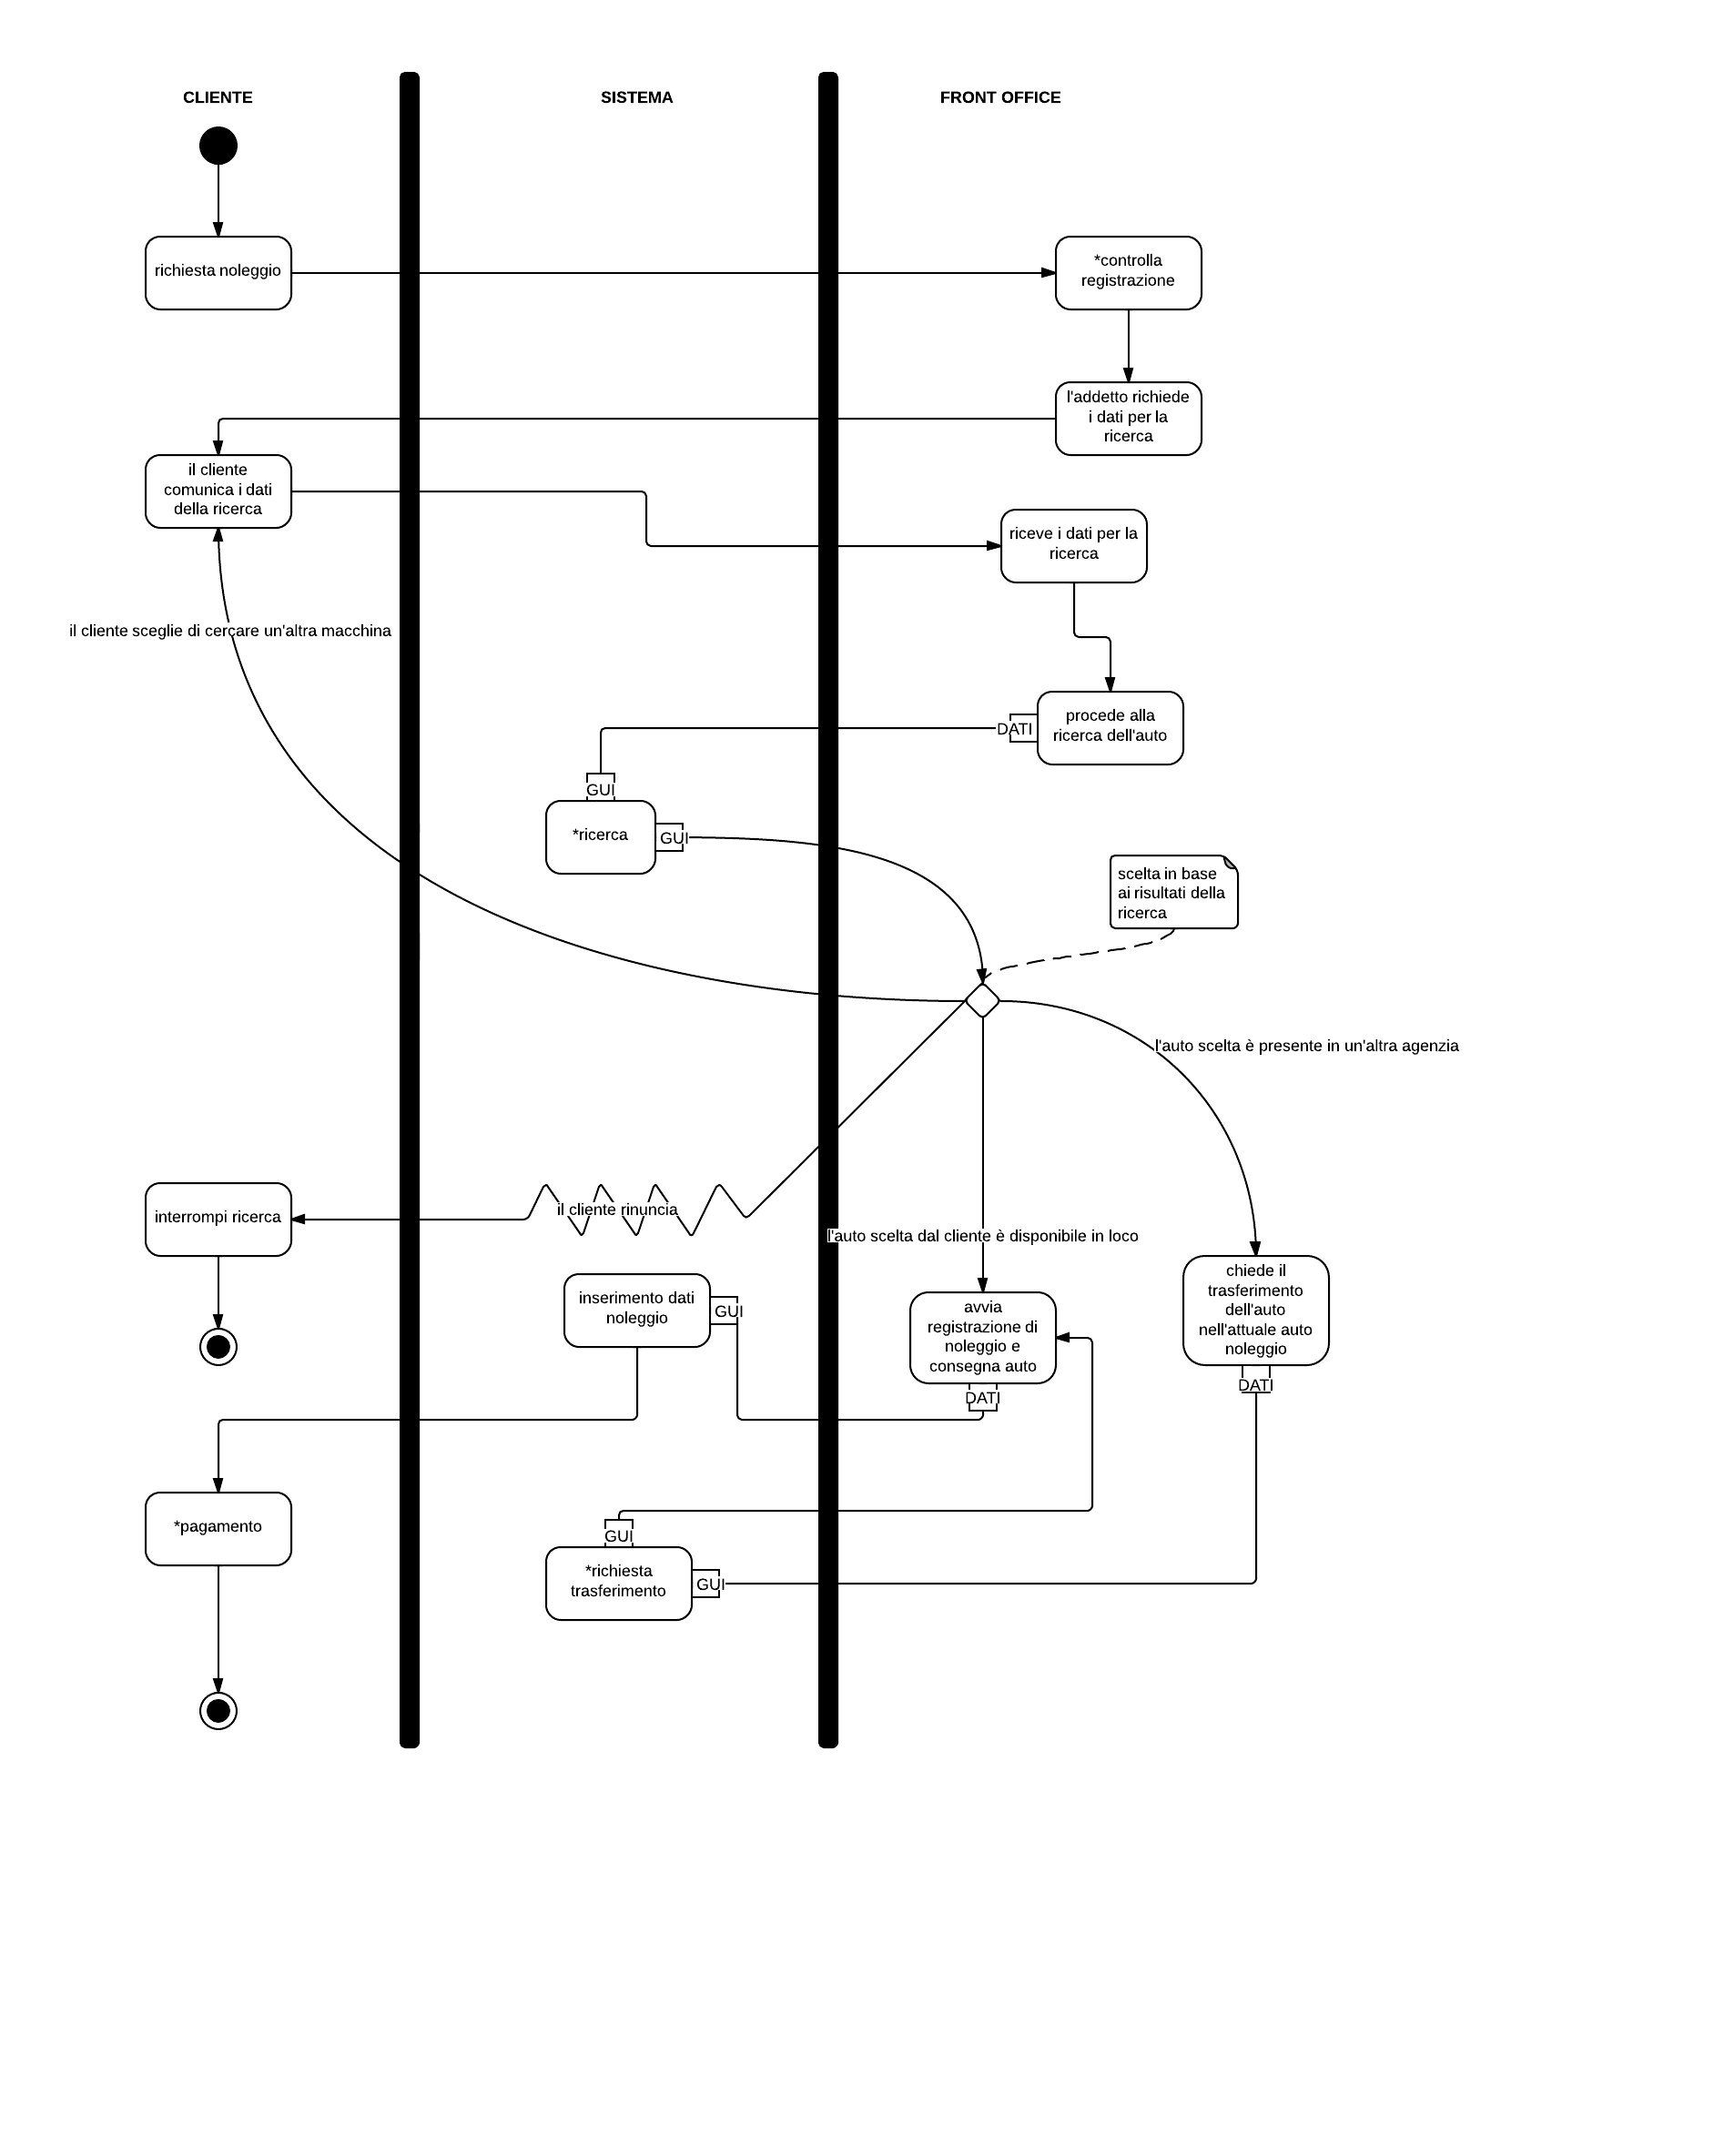 CLIENTE
SISTEMA
FRONT OFFICE
richiesta noleggio
*controlla
registrazione
l'addetto richiede
i dati per la
ricerca
il cliente
comunica i dati
della ricerca
riceve i dati per la
ricerca
il cliente sceglie di cercare un'altra macchina
procede alla
ricerca dell'auto
DATI
GUI
*ricerca
GUI
scelta in base
ai risultati della
ricerca
l'auto scelta è presente in un'altra agenzia
interrompi ricerca
il cliente rinuncia
l'auto scelta dal cliente è disponibile in loco
chiede il
trasferimento
dell'auto
nell'attuale auto
noleggio
DATI
inserimento dati
noleggio
GUI
avvia
registrazione di
noleggio e
consegna auto
DATI
*pagamento
GUI
*richiesta
trasferimento
GUI